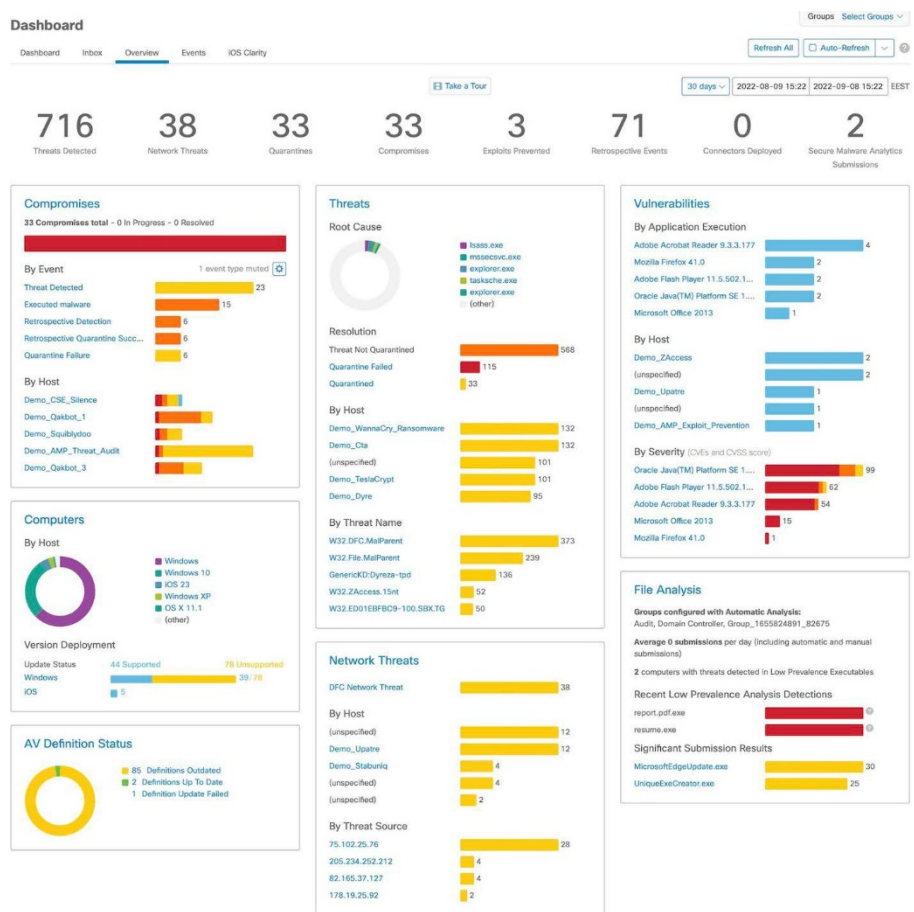 Dashboard
Groups Select Groups
Dashboard Inbox Overview Events iOS Clarity
Refresh All Auto-Refresh
Take a Tour
30 days 2022-08-09 15:22 2022-09-08 15:22 EEST
716 38 33 33 3 71 0 2
Threats Detected Network Threats Quarantines Compromises Exploits Prevented Retrospective Events Connectors Deployed Secure Malware Analytics
Submissions
Compromises
33 Compromises total - 0 In Progress - 0 Resolved
By Event 1 event type muted
Threat Detected 23
Executed malware 15
Retrospective Detection 6
Retrospective Quarantine Succ... 6
Quarantine Failure 6
By Host
Demo_CSE_Silence
Demo_Qakbot_1
Demo_Squiblydoo
Demo_AMP_Threat_Audit
Demo_Qakbot_3
Computers
By Host
Windows
Windows 10
iOS 23
Windows XP
OS X 11.1
(other)
Version Deployment
Update Status 44 Supported 78 Unsupported
Windows 39/78
iOS 5
AV Definition Status
85 Definitions Outdated
2 Definitions Up To Date
1 Definition Update Failed
Threats
Root Cause
lsass.exe
mssecsvc.exe
explorer.exe
tasksche.exe
explorer.exe
(other)
Resolution
Threat Not Quarantined 568
Quarantine Failed 115
Quarantined 33
By Host
Demo_WannaCry_Ransomware 132
Demo_Cta 132
(unspecified) 101
Demo_TeslaCrypt 101
Demo_Dyre 95
By Threat Name
W32.DFC.MalParent 373
W32.File.MalParent 239
GenericKD:Dyreza-tpd 136
W32.ZAccess.15nt 52
W32.ED01EBFBC9-100.SBX.TG 50
Network Threats
DFC Network Threat 38
By Host
(unspecified) 12
Demo_Upatre 12
Demo_Stabuniq 4
(unspecified) 4
(unspecified) 2
By Threat Source
75.102.25.76 28
205.234.252.212 4
82.165.37.127 4
178.19.25.92 2
Vulnerabilities
By Application Execution
Adobe Acrobat Reader 9.3.3.177 4
Mozilla Firefox 41.0 2
Adobe Flash Player 11.5.502.1... 2
Oracle Java(TM) Platform SE 1.... 2
Microsoft Office 2013 1
By Host
Demo_ZAccess 2
(unspecified) 2
Demo_Upatre 1
(unspecified) 1
Demo_AMP_Exploit_Prevention 1
By Severity (CVEs and CVSS score)
Oracle Java(TM) Platform SE 1.... 99
Adobe Flash Player 11.5.502.1... 62
Adobe Acrobat Reader 9.3.3.177 54
Microsoft Office 2013 15
Mozilla Firefox 41.0 1
File Analysis
Groups configured with Automatic Analysis:
Audit, Domain Controller, Group_1655824891_82675
Average 0 submissions per day (including automatic and manual
submissions)
2 computers with threats detected in Low Prevalence Executables
Recent Low Prevalence Analysis Detections
report.pdf.exe
resume.exe
Significant Submission Results
MicrosoftEdgeUpdate.exe 30
UniqueExeCreator.exe 25